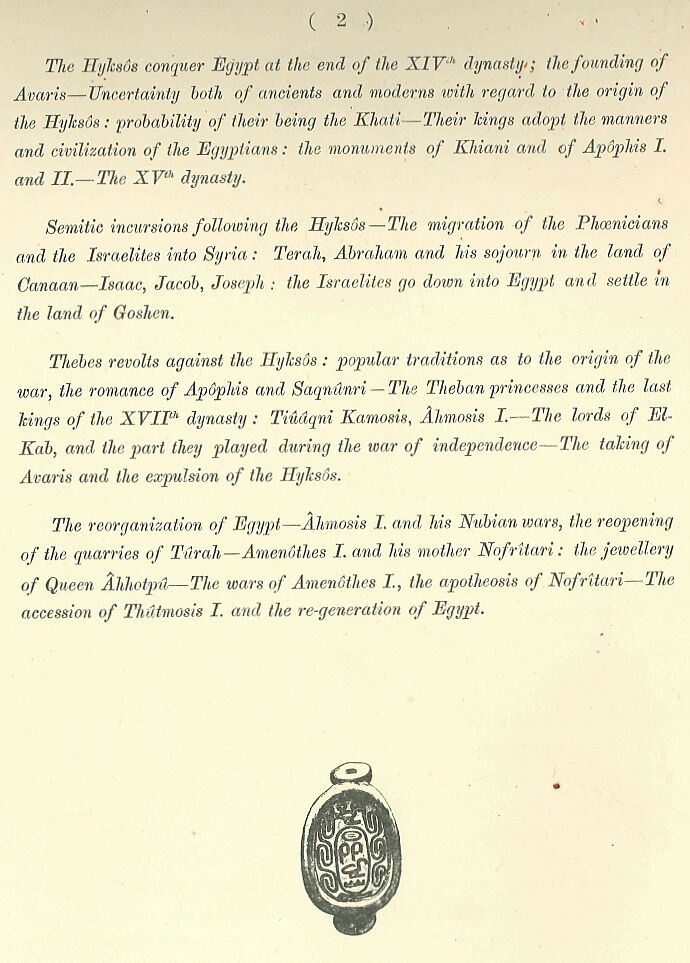 ( 2 )
The Hyksôs conquer Egypt at the end of the XIVth dynasty; the founding of
Avaris—Uncertainty both of ancients and moderns with regard to the origin of
the Hyksôs: probability of their being the Khati—Their kings adopt the manners
and civilization of the Egyptians: the monuments of Khiani and of Apôphis I.
and II.—The XVth dynasty.
Semitic incursions following the Hyksôs—The migration of the Phœnicians
and the Israelites into Syria: Terah, Abraham and his sojourn in the land of
Canaan—Isaac, Jacob, Joseph: the Israelites go down into Egypt and settle in
the land of Goshen.
Thebes revolts against the Hyksôs: popular traditions as to the origin of the
war, the romance of Apôphis and Saqnûnri—The Theban princesses and the last
kings of the XVIIth dynasty: Tiûâqni Kamosis, Âhmosis I.—The lords of El-
Kab, and the part they played during the war of independence—The taking of
Avaris and the expulsion of the Hyksôs.
The reorganization of Egypt—Âhmosis I. and his Nubian wars, the reopening
of the quarries of Tûrah—Amenôthes I. and his mother Nofrîtari: the jewellery
of Queen Âhhotpû—The wars of Amenôthes I., the apotheosis of Nofrîtari—The
accession of Thûtmosis I. and the re-generation of Egypt.